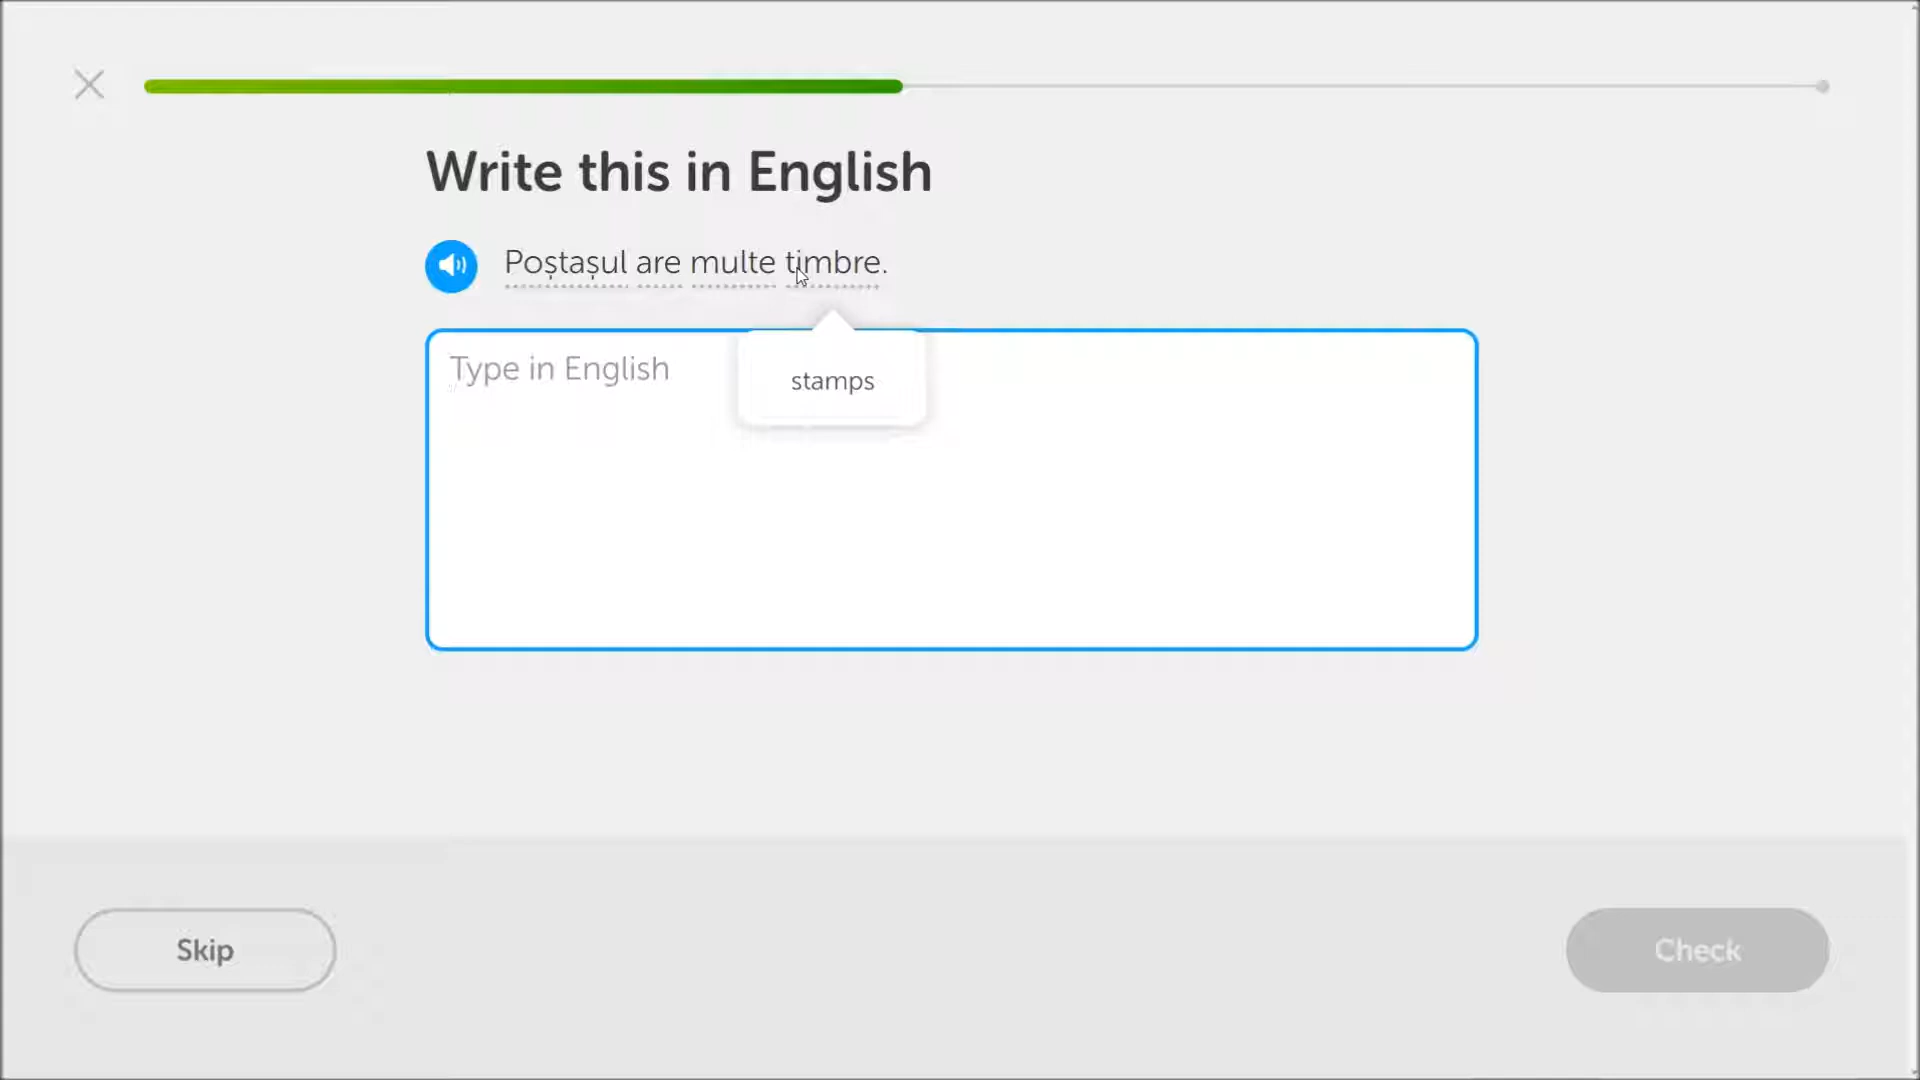 Write this in English
Poștașul are multe timbre.
Type in English
stamps
Skip
Check